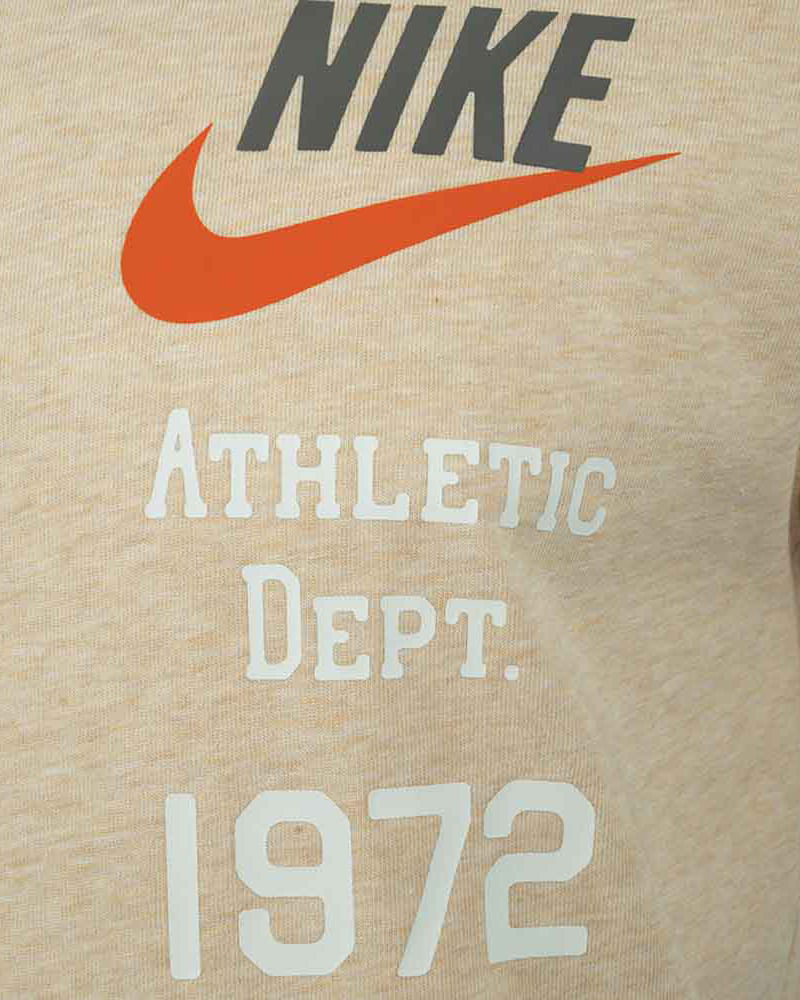 NIKE
ATHLETIC
DEPT.
1972